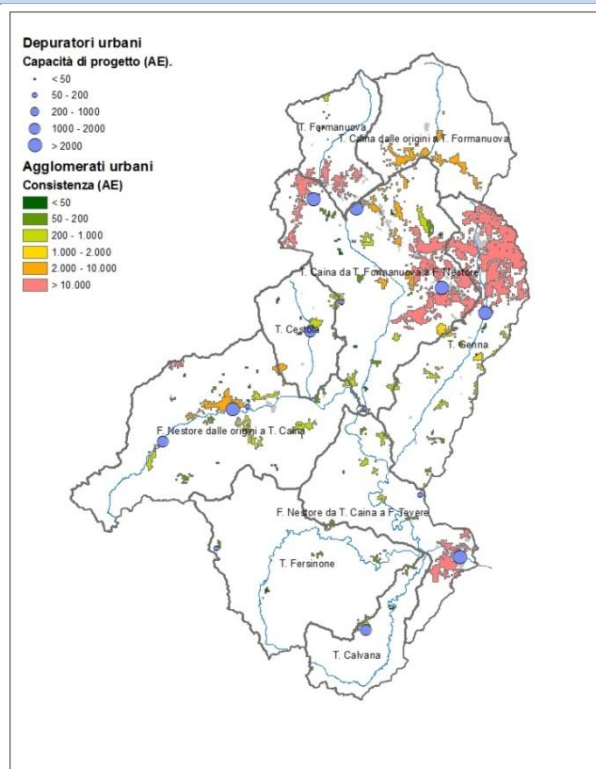 Depuratori urbani
Capacità di progetto (AE).
< 50
50 - 200
200 - 1000
1000 - 2000
> 2000
Agglomerati urbani
Consistenza (AE)
< 50
50 - 200
200 - 1.000
1.000 - 2.000
2.000 - 10.000
> 10.000
T. Formanuova
T. Caina dalle origini a T. Formanuova
T. Caina da T. Formanuova a F. Nestore
T. Cestola
T. Genna
F. Nestore dalle origini a T. Caina
F. Nestore da T. Caina a F. Tevere
T. Fersinone
T. Calvana